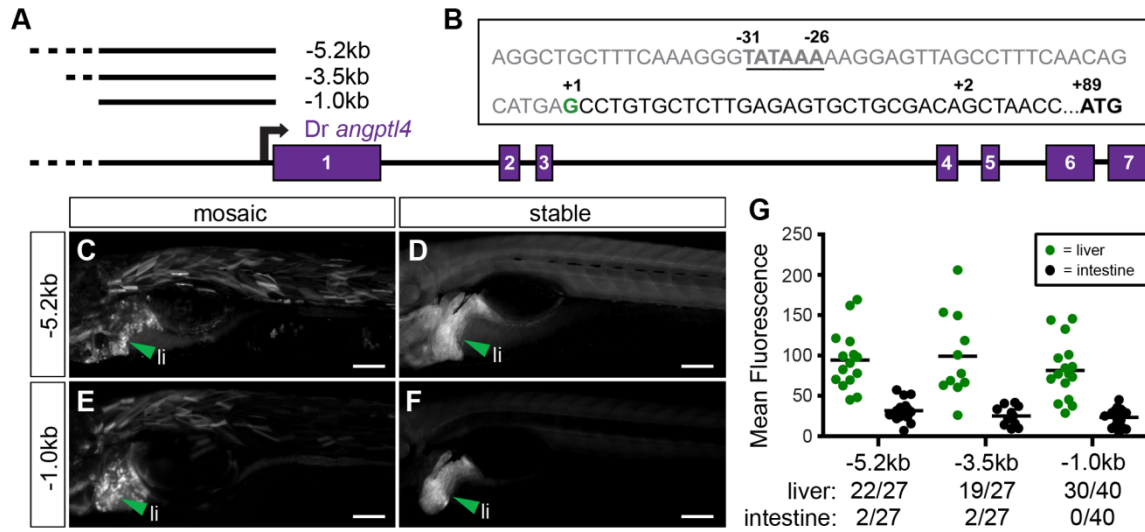 A
-5.2kb
-3.5kb
-1.0kb
Dr angptl4
1 2 3 4 5 6 7
B
-31 -26
AGGCTGCTTTCAAAGGGTATAAAAAGGAGTTAGCCTTTCAACAG
+1 +2 +89
CATGAGCCTGTGCTCTTGAGAGTGCTGCGACAGCTAACC...ATG
mosaic stable
-5.2kb
C
li
D
li
-1.0kb
E
li
F
li
G
Mean Fluorescence
250
200
150
100
50
0
= liver
= intestine
-5.2kb -3.5kb -1.0kb
liver: 22/27 19/27 30/40
intestine: 2/27 2/27 0/40